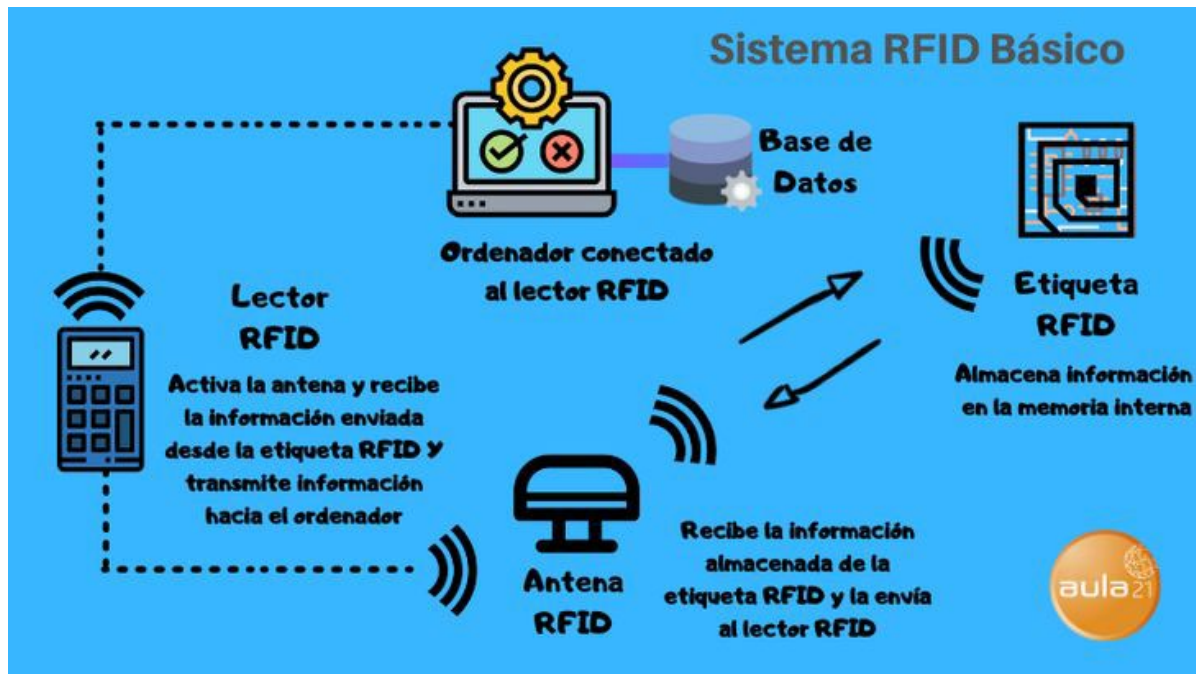 Sistema RFID Básico
Base de
Datos
Ordenador conectado
al lector RFID
Lector
RFID
Activa la antena y recibe
la información enviada
desde la etiqueta RFID Y
transmite información
hacia el ordenador
Etiqueta
RFID
Almacena información
en la memoria interna
Antena
RFID
Recibe la información
almacenada de la
etiqueta RFID y la envía
al lector RFID
aula21